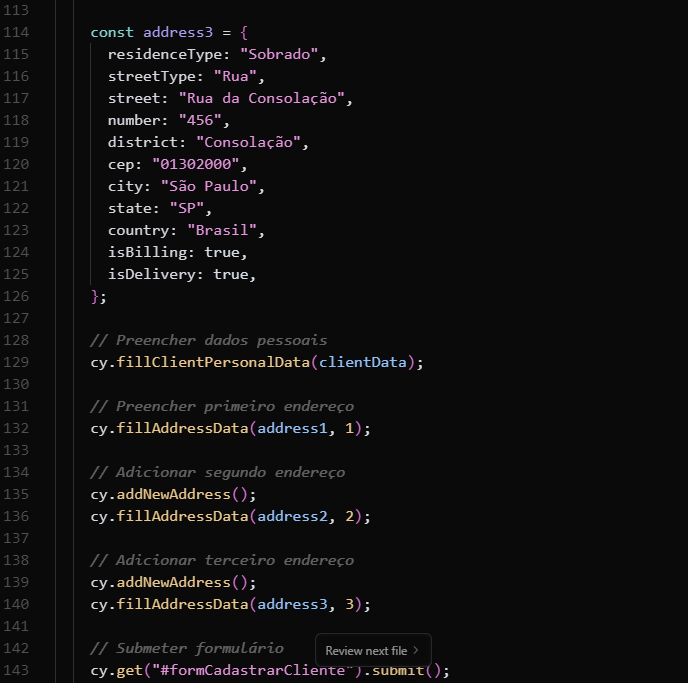 113
114 const address3 = {
115 residenceType: "Sobrado",
116 streetType: "Rua",
117 street: "Rua da Consolação",
118 number: "456",
119 district: "Consolação",
120 cep: "01302000",
121 city: "São Paulo",
122 state: "SP",
123 country: "Brasil",
124 isBilling: true,
125 isDelivery: true,
126 };
127
128 // Preencher dados pessoais
129 cy.fillClientPersonalData(clientData);
130
131 // Preencher primeiro endereço
132 cy.fillAddressData(address1, 1);
133
134 // Adicionar segundo endereço
135 cy.addNewAddress();
136 cy.fillAddressData(address2, 2);
137
138 // Adicionar terceiro endereço
139 cy.addNewAddress();
140 cy.fillAddressData(address3, 3);
141
142 // Submeter formulário
Review next file >
143 cy.get("#formCadastrarCliente").submit();